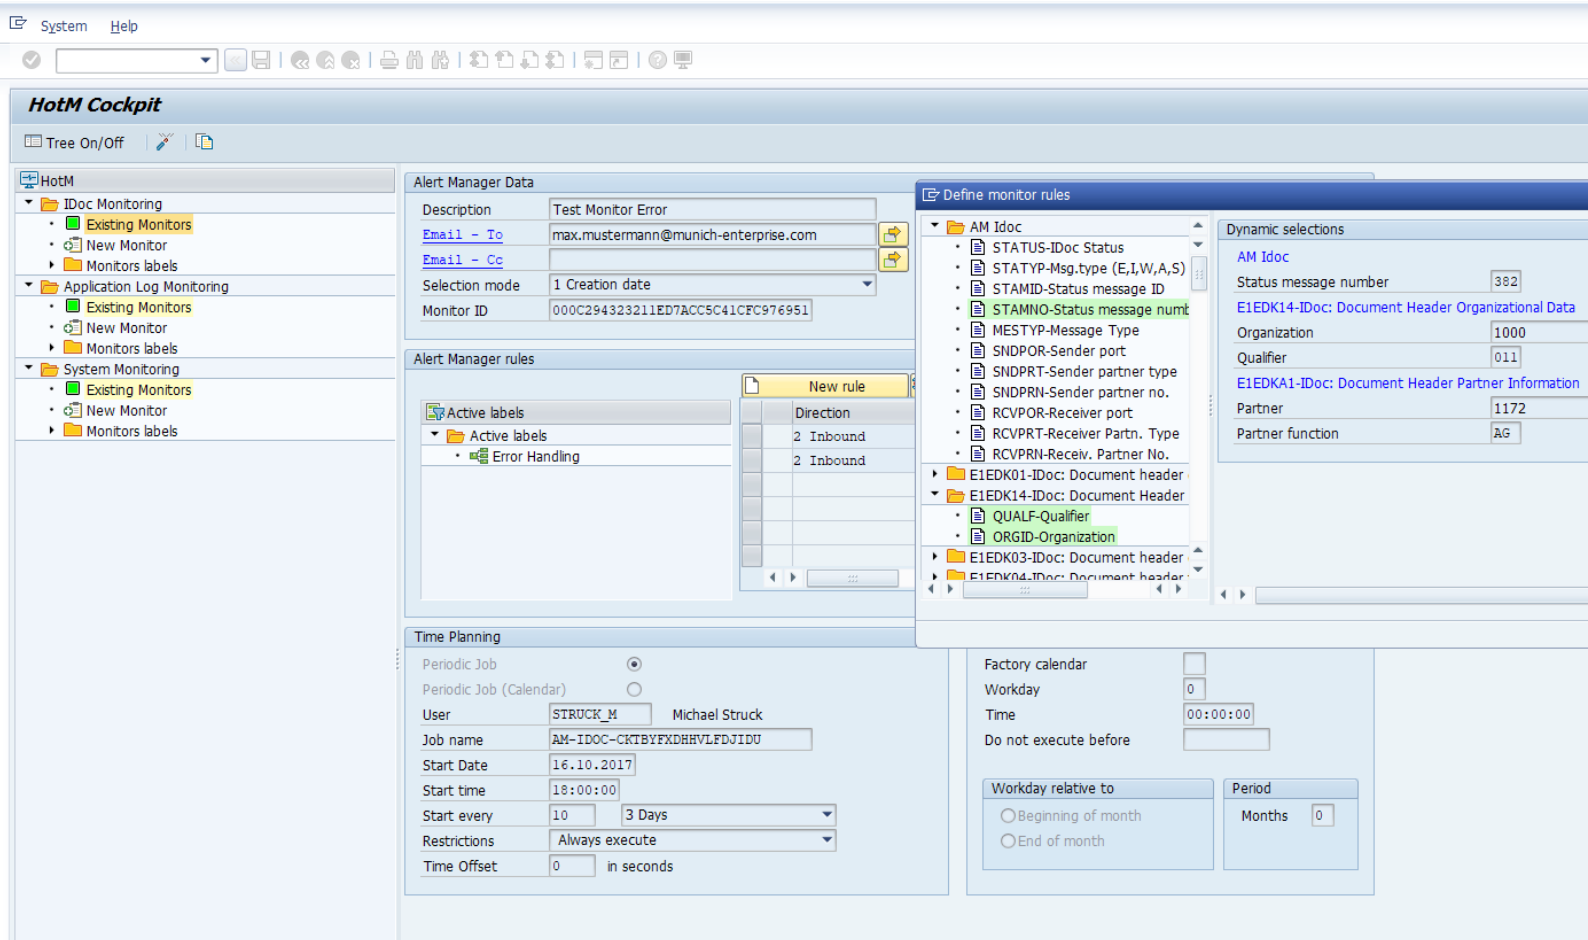 System Help
HotM Cockpit
Tree On/Off
HotM
IDoc Monitoring
Existing Monitors
New Monitor
Monitors labels
Application Log Monitoring
Existing Monitors
New Monitor
Monitors labels
System Monitoring
Existing Monitors
New Monitor
Monitors labels
Alert Manager Data
Description Test Monitor Error
Email - To max.mustermann@munich-enterprise.com
Email - Cc
Selection mode 1 Creation date
Monitor ID 000C294323211ED7ACC5C41CFC976951
Alert Manager rules
New rule
Active labels
Active labels
Error Handling
Direction
2 Inbound
2 Inbound
Define monitor rules
AM Idoc
STATUS-IDoc Status
STATYP-Msg.type (E,I,W,A,S)
STAMID-Status message ID
STAMNO-Status message numb
MESTYP-Message Type
SNDPOR-Sender port
SNDPRT-Sender partner type
SNDPRN-Sender partner no.
RCVPOR-Receiver port
RCVPRT-Receiver Partn. Type
RCVPRN-Receiv. Partner No.
E1EDK01-IDoc: Document header
E1EDK14-IDoc: Document Header
QUALF-Qualifier
ORGID-Organization
E1EDK03-IDoc: Document header
E1EDK04-IDoc: Document header
Dynamic selections
AM Idoc
Status message number 382
E1EDK14-IDoc: Document Header Organizational Data
Organization 1000
Qualifier 011
E1EDKA1-IDoc: Document Header Partner Information
Partner 1172
Partner function AG
Time Planning
Periodic Job
Periodic Job (Calendar)
User STRUCK_M Michael Struck
Job name AM-IDOC-CKTBYFXDHHVLFDJIDU
Start Date 16.10.2017
Start time 18:00:00
Start every 10 3 Days
Restrictions Always execute
Time Offset 0 in seconds
Factory calendar
Workday 0
Time 00:00:00
Do not execute before
Workday relative to
Beginning of month
End of month
Period
Months 0